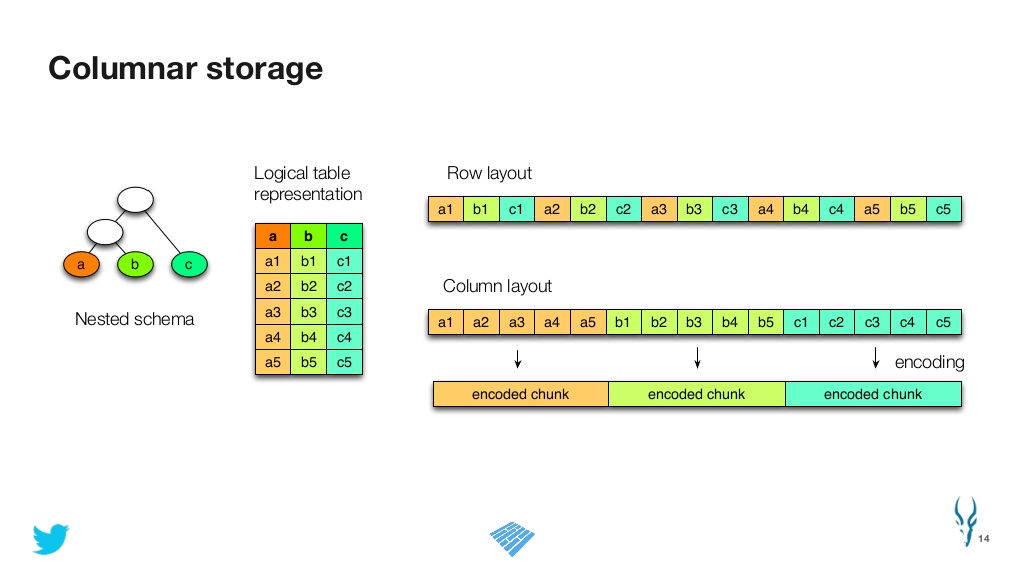 Columnar storage
a
b
c
Nested schema
Logical table
representation
a b c
a1 b1 c1
a2 b2 c2
a3 b3 c3
a4 b4 c4
a5 b5 c5
Row layout
a1 b1 c1 a2 b2 c2 a3 b3 c3 a4 b4 c4 a5 b5 c5
Column layout
a1 a2 a3 a4 a5 b1 b2 b3 b4 b5 c1 c2 c3 c4 c5
encoding
encoded chunk encoded chunk encoded chunk
14